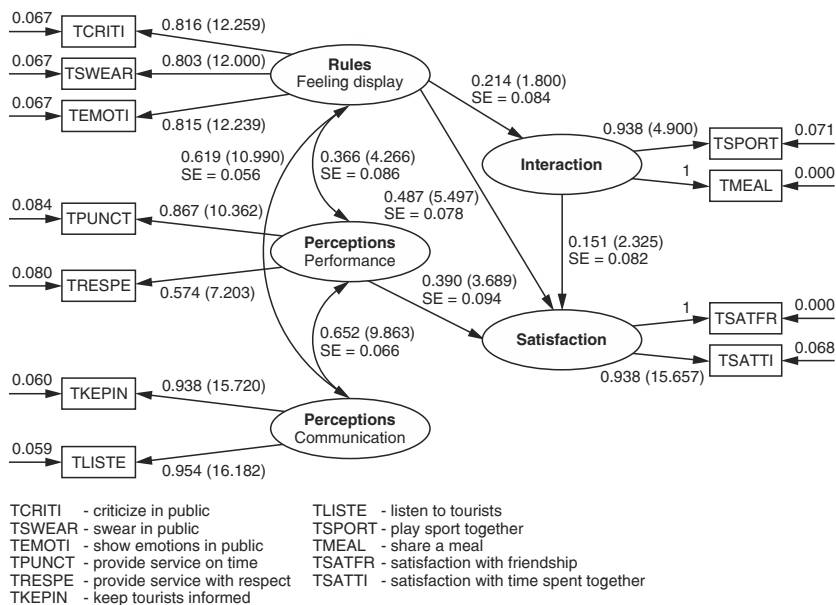 0.067
TCRITI
0.816 (12.259)
0.067
TSWEAR
0.803 (12.000)
0.067
TEMOTI
0.815 (12.239)
Rules
Feeling display
0.214 (1.800)
SE = 0.084
0.938 (4.900)
TSPORT
0.071
Interaction
1
TMEAL
0.000
0.619 (10.990)
SE = 0.056
0.366 (4.266)
SE = 0.086
0.487 (5.497)
SE = 0.078
0.084
TPUNCT
0.867 (10.362)
Perceptions
Performance
0.151 (2.325)
SE = 0.082
0.080
TRESPE
0.574 (7.203)
0.390 (3.689)
SE = 0.094
0.652 (9.863)
SE = 0.066
Satisfaction
1
TSATFR
0.000
0.938 (15.657)
TSATTI
0.068
0.060
TKEPIN
0.938 (15.720)
Perceptions
Communication
0.059
TLISTE
0.954 (16.182)
TCRITI - criticize in public
TSWEAR - swear in public
TEMOTI - show emotions in public
TPUNCT - provide service on time
TRESPE - provide service with respect
TKEPIN - keep tourists informed
TLISTE - listen to tourists
TSPORT - play sport together
TMEAL - share a meal
TSATFR - satisfaction with friendship
TSATTI - satisfaction with time spent together